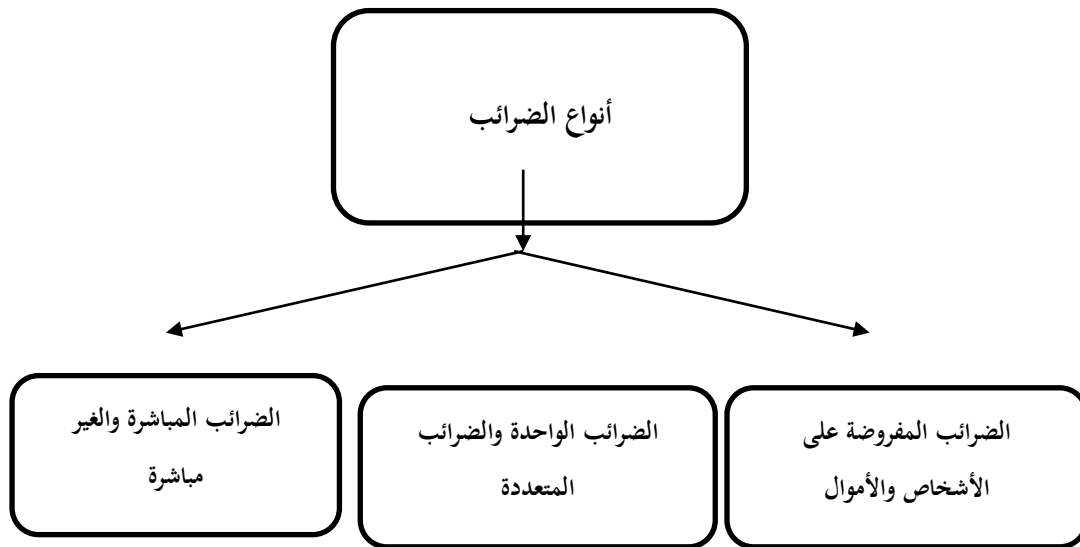 أنواع الضرائب
الضرائب المفروضة على
الأشخاص والأموال
الضرائب الواحدة والضرائب
المتعددة
الضرائب المباشرة والغير
مباشرة